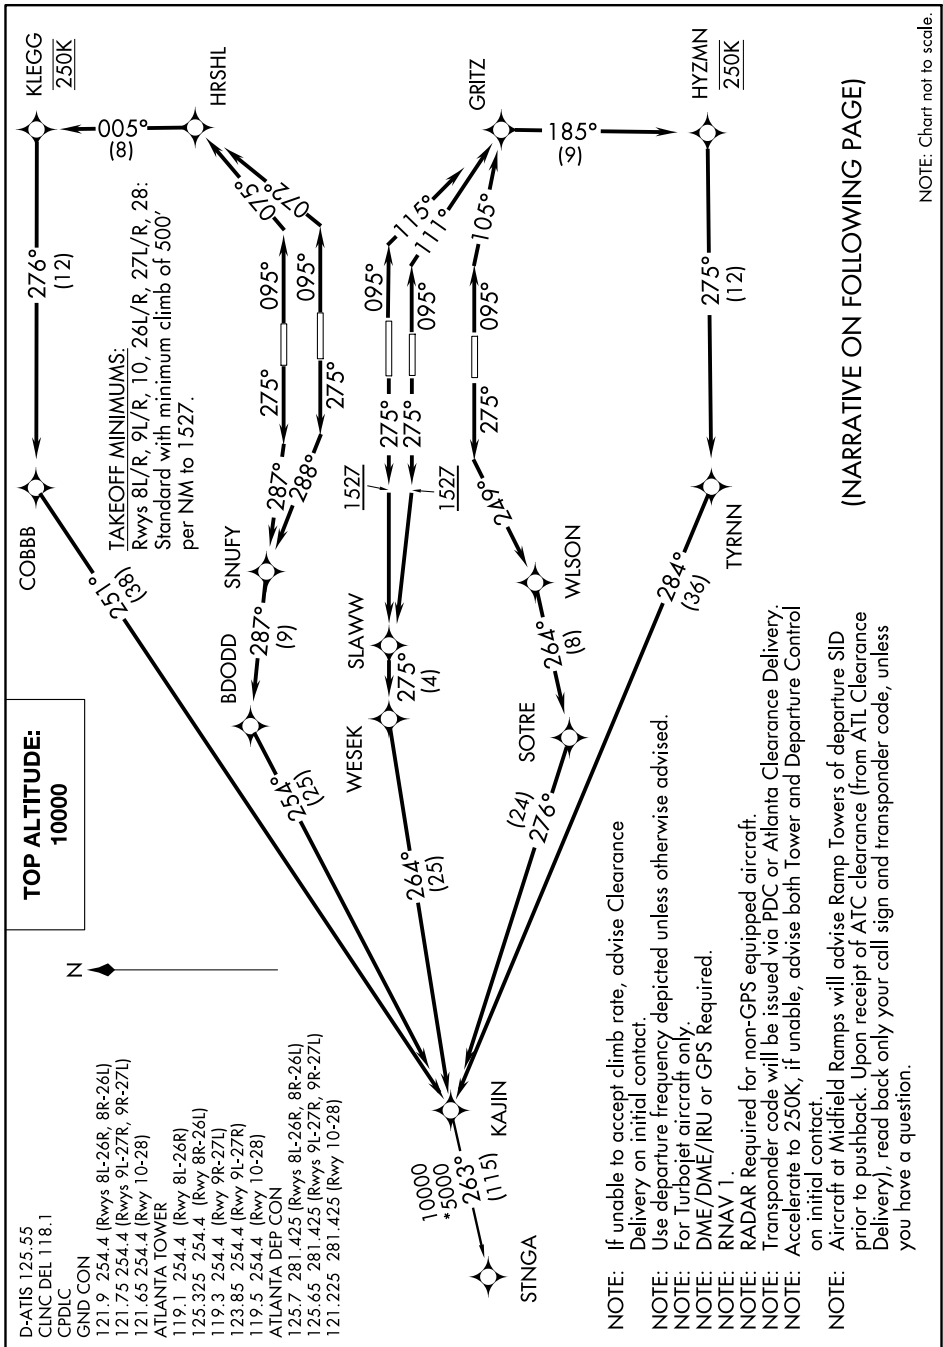 D-ATIS 125.55
CLNC DEL 118.1
CPDLC
GND CON
121.9 254.4 (Rwys 8L-26R, 8R-26L)
121.75 254.4 (Rwys 9L-27R, 9R-27L)
121.65 254.4 (Rwy 10-28)
ATLANTA TOWER
119.1 254.4 (Rwy 8L-26R)
125.325 254.4 (Rwy 8R-26L)
119.3 254.4 (Rwy 9R-27L)
123.85 254.4 (Rwy 9L-27R)
119.5 254.4 (Rwy 10-28)
ATLANTA DEP CON
125.7 281.425 (Rwys 8L-26R, 8R-26L)
125.65 281.425 (Rwys 9L-27R, 9R-27L)
121.225 281.425 (Rwy 10-28)
N
TOP ALTITUDE:
10000
TAKEOFF MINIMUMS:
Rwys 8L/R, 9L/R, 10, 26L/R, 27L/R, 28:
Standard with minimum climb of 500'
per NM to 1527.
KLEGG
250K
005°
(8)
HRSHL
276°
(12)
COBBB
251°
(38)
075°
072°
095°
095°
275°
275°
287°
288°
SNUFY
287°
(9)
BDODD
254°
(25)
GRITZ
115°
111°
105°
095°
095°
095°
275°
275°
275°
1527
1527
SLAWW
275°
(4)
WESEK
264°
(25)
249°
WLSON
264°
(8)
SOTRE
(24)
276°
185°
(9)
HYZMN
250K
275°
(12)
TYRNN
284°
(36)
KAJIN
10000
*5000
263°
(115)
STNGA
NOTE: If unable to accept climb rate, advise Clearance
Delivery on initial contact.
NOTE: Use departure frequency depicted unless otherwise advised.
NOTE: For Turbojet aircraft only.
NOTE: DME/DME/IRU or GPS Required.
NOTE: RNAV 1.
NOTE: RADAR Required for non-GPS equipped aircraft.
NOTE: Transponder code will be issued via PDC or Atlanta Clearance Delivery.
NOTE: Accelerate to 250K, if unable, advise both Tower and Departure Control
on initial contact.
NOTE: Aircraft at Midfield Ramps will advise Ramp Towers of departure SID
prior to pushback. Upon receipt of ATC clearance (from ATL Clearance
Delivery), read back only your call sign and transponder code, unless
you have a question.
(NARRATIVE ON FOLLOWING PAGE)
NOTE: Chart not to scale.